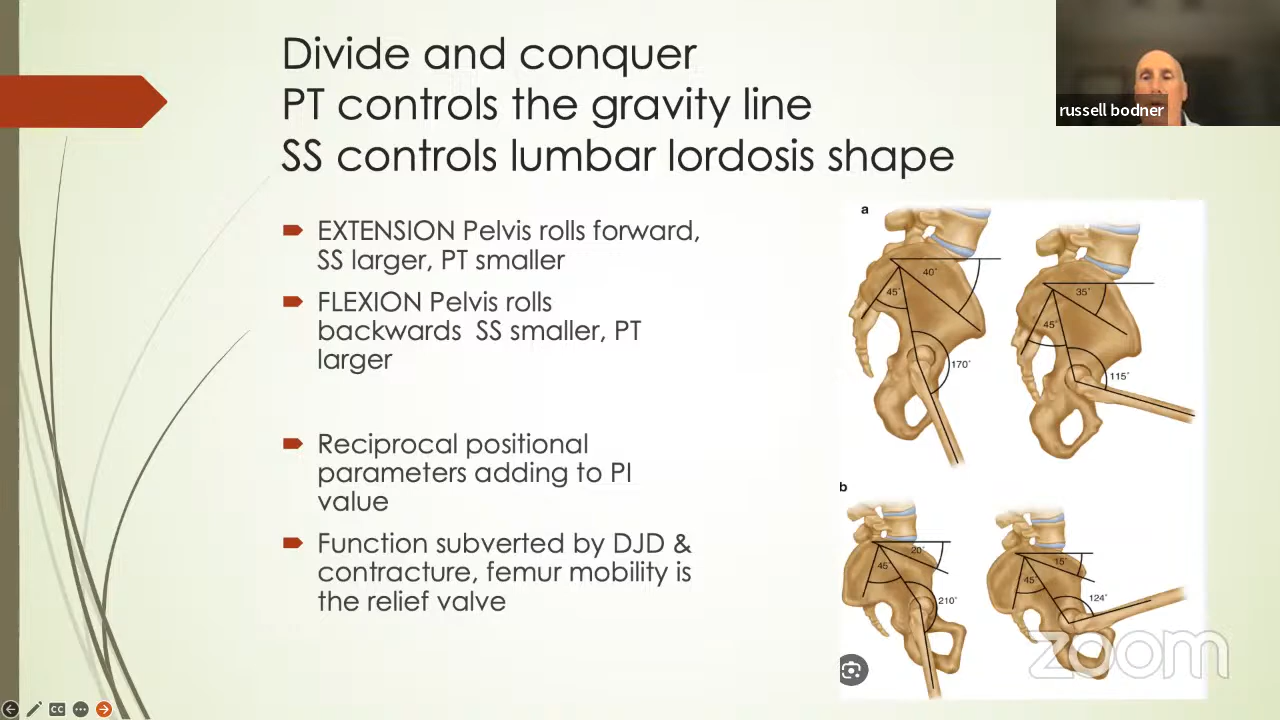 Divide and conquer
PT controls the gravity line
SS controls lumbar lordosis shape
russell bodner
EXTENSION Pelvis rolls forward,
SS larger, PT smaller
FLEXION Pelvis rolls
backwards SS smaller, PT
larger
Reciprocal positional
parameters adding to PI
value
Function subverted by DJD &
contracture, femur mobility is
the relief valve
a
40°
45°
170°
35°
45°
115°
b
20°
45
210°
15°
45°
124°
zoom
CC